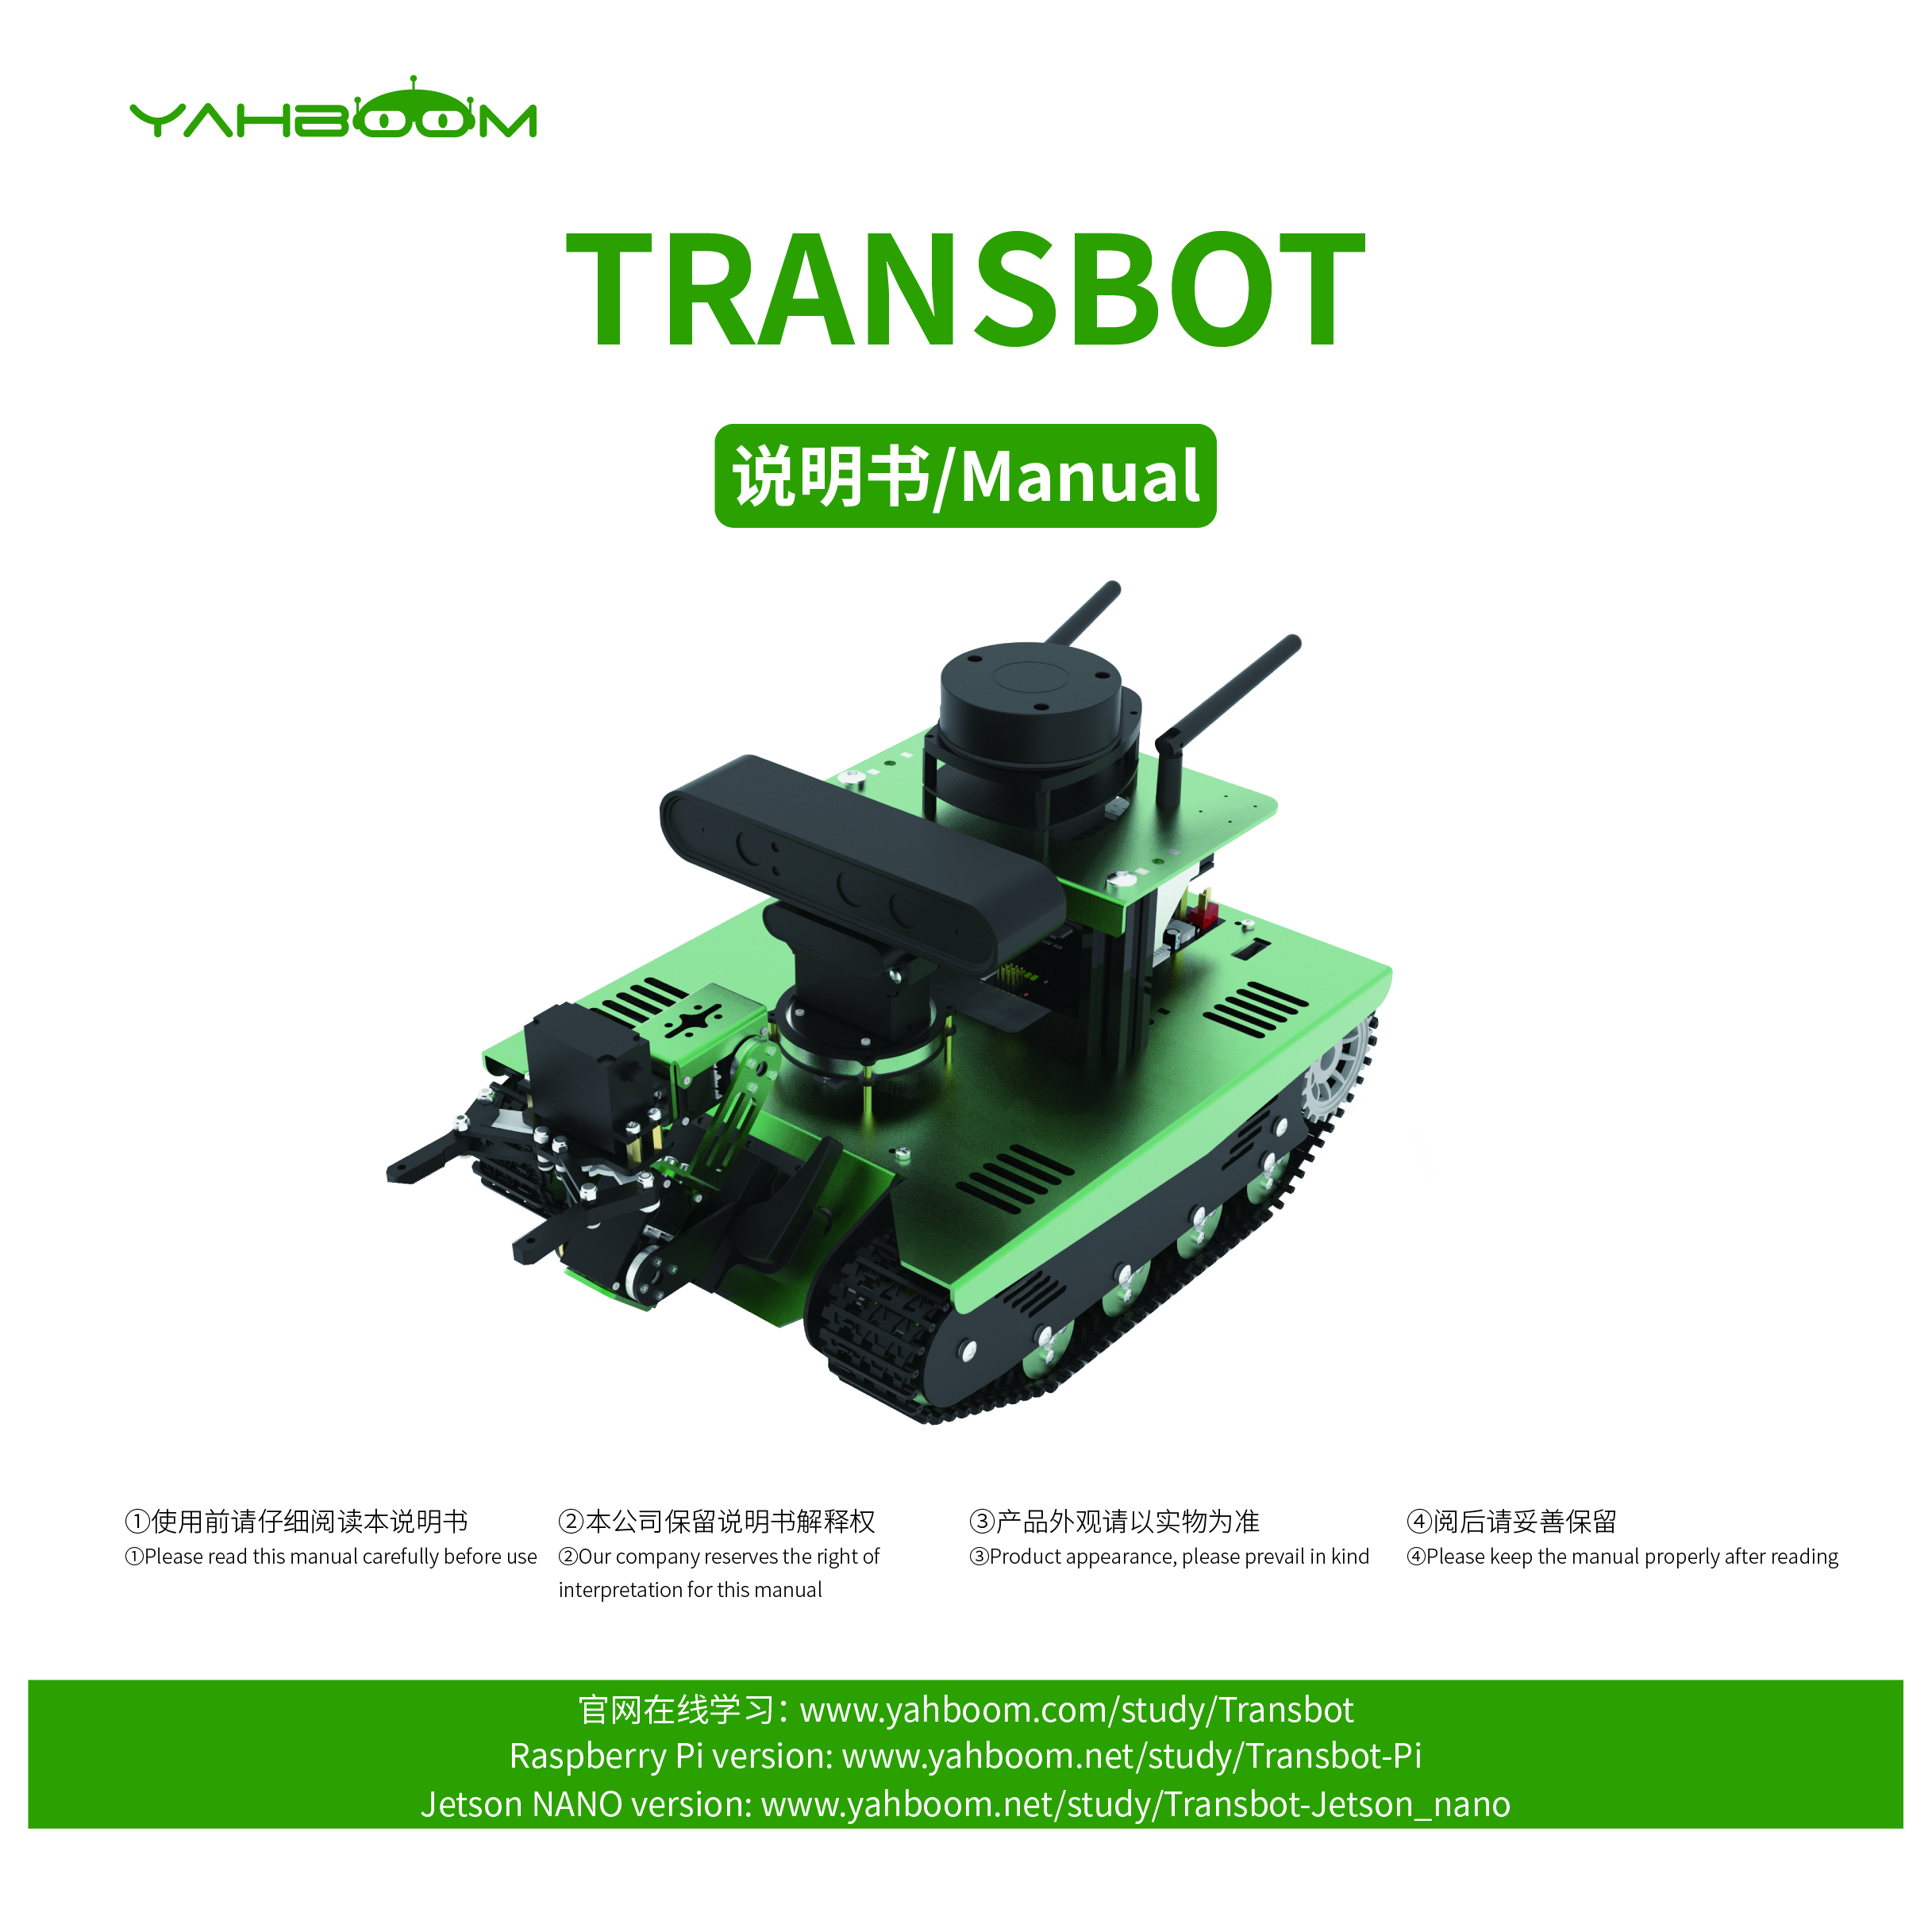 YAHBOOM
TRANSBOT
说明书/Manual
①使用前请仔细阅读本说明书
①Please read this manual carefully before use
②本公司保留说明书解释权
②Our company reserves the right of
interpretation for this manual
③产品外观请以实物为准
③Product appearance, please prevail in kind
④阅后请妥善保留
④Please keep the manual properly after reading
官网在线学习：www.yahboom.com/study/Transbot
Raspberry Pi version: www.yahboom.net/study/Transbot-Pi
Jetson NANO version: www.yahboom.net/study/Transbot-Jetson_nano